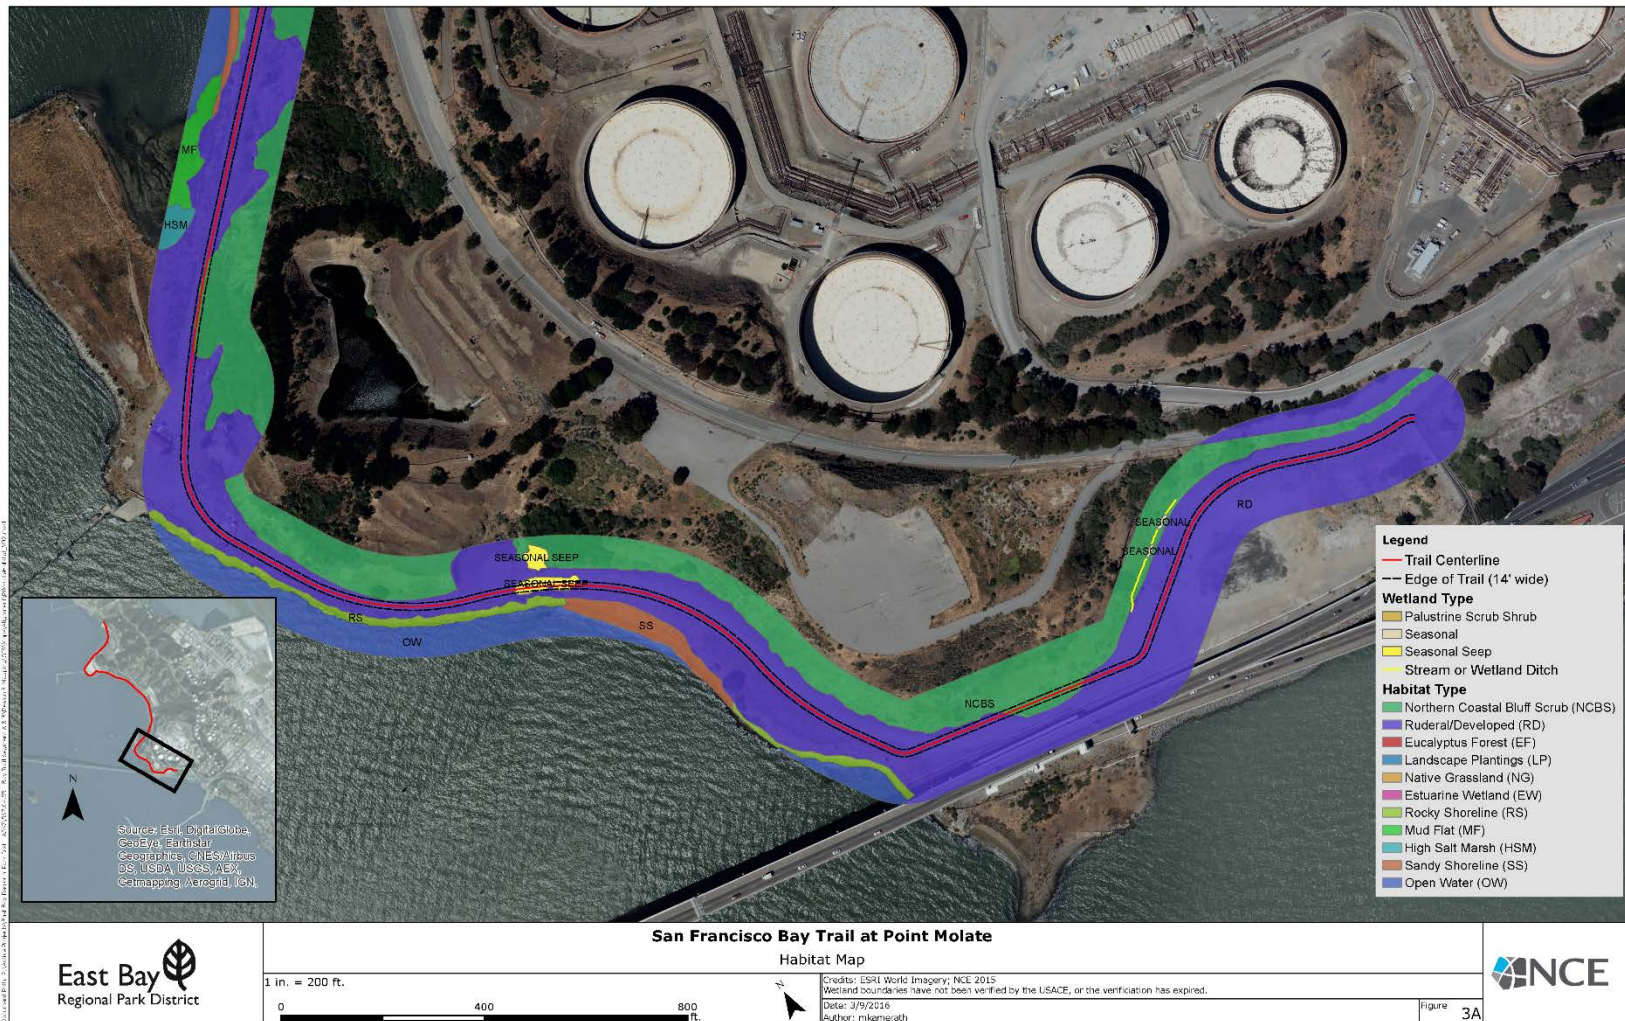 MF
HSM
SEASONAL
SEASONAL
RD
SEASONAL SEEP
SEASONAL SEEP
RS
OW
SS
NCBS
Legend
Trail Centerline
Edge of Trail (14' wide)
Wetland Type
Palustrine Scrub Shrub
Seasonal
Seasonal Seep
Stream or Wetland Ditch
Habitat Type
Northern Coastal Bluff Scrub (NCBS)
Ruderal/Developed (RD)
Eucalyptus Forest (EF)
Landscape Plantings (LP)
Native Grassland (NG)
Estuarine Wetland (EW)
Rocky Shoreline (RS)
Mud Flat (MF)
High Salt Marsh (HSM)
Sandy Shoreline (SS)
Open Water (OW)
N
Source: Esri, DigitalGlobe,
GeoEye, Earthstar
Geographics, CNES/Airbus
DS, USDA, USGS, AEX,
Getmapping, Aerogrid, IGN,
East Bay
Regional Park District
San Francisco Bay Trail at Point Molate
Habitat Map
1 in. = 200 ft.
0 400 800
ft.
N
Credits: ESRI World Imagery; NCE 2015
Wetland boundaries have not been verified by the USACE, or the verificiation has expired.
Date: 3/9/2016
Author: mkamerath
Figure 3A
NCE